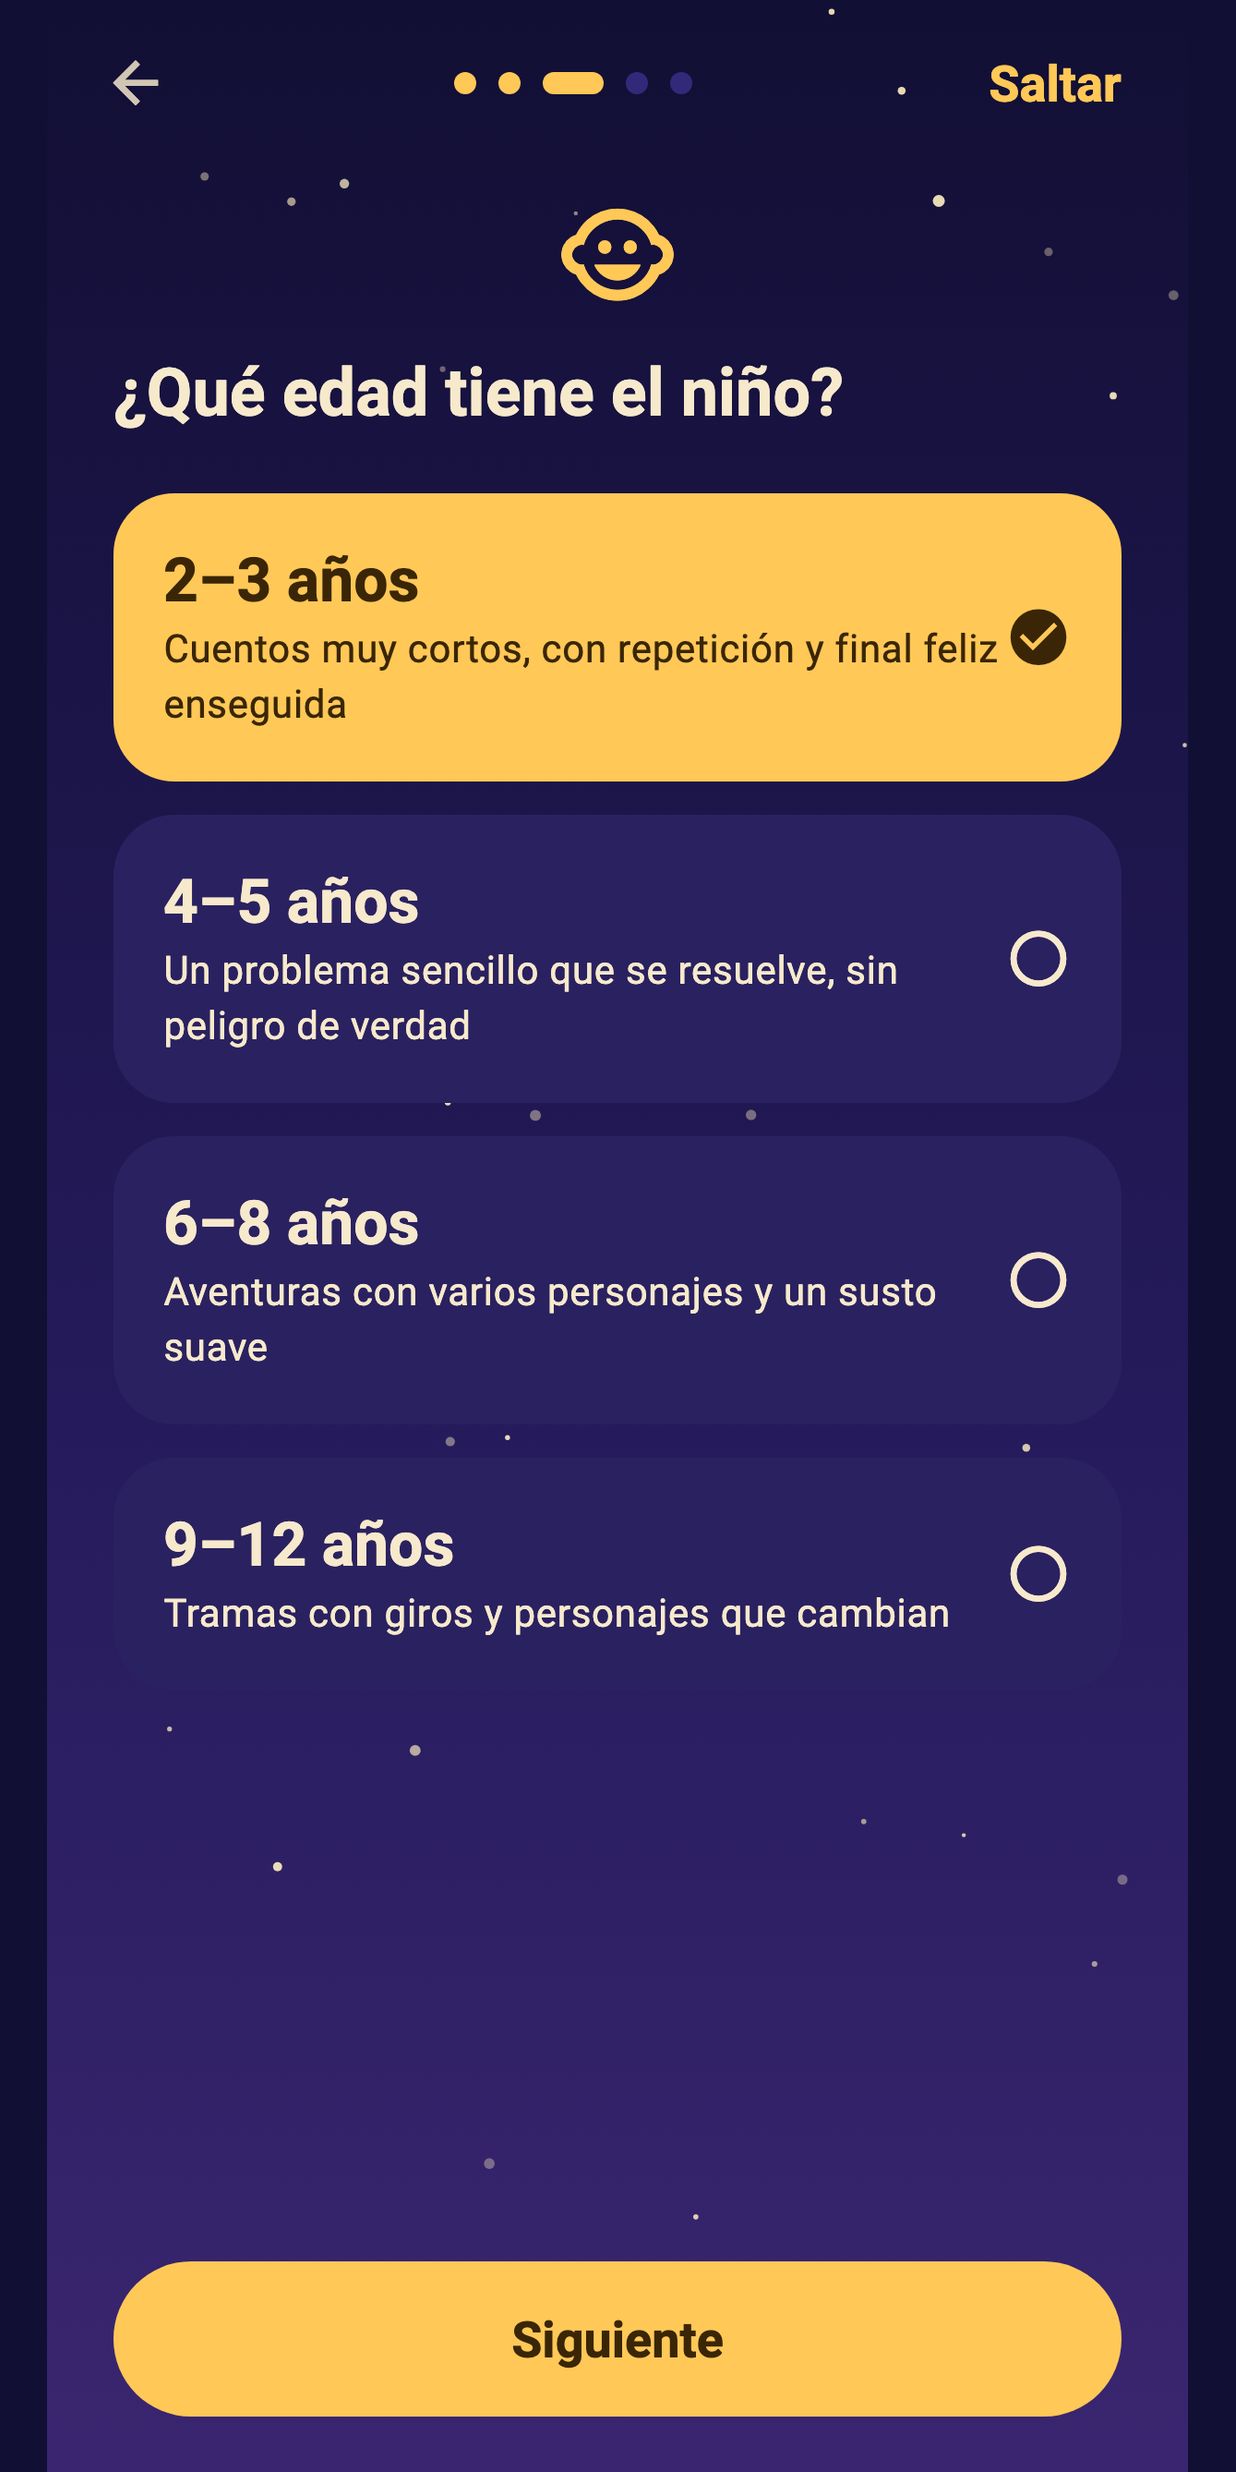 Saltar
¿Qué edad tiene el niño?
2–3 años
Cuentos muy cortos, con repetición y final feliz
enseguida
4–5 años
Un problema sencillo que se resuelve, sin
peligro de verdad
6–8 años
Aventuras con varios personajes y un susto
suave
9–12 años
Tramas con giros y personajes que cambian
Siguiente